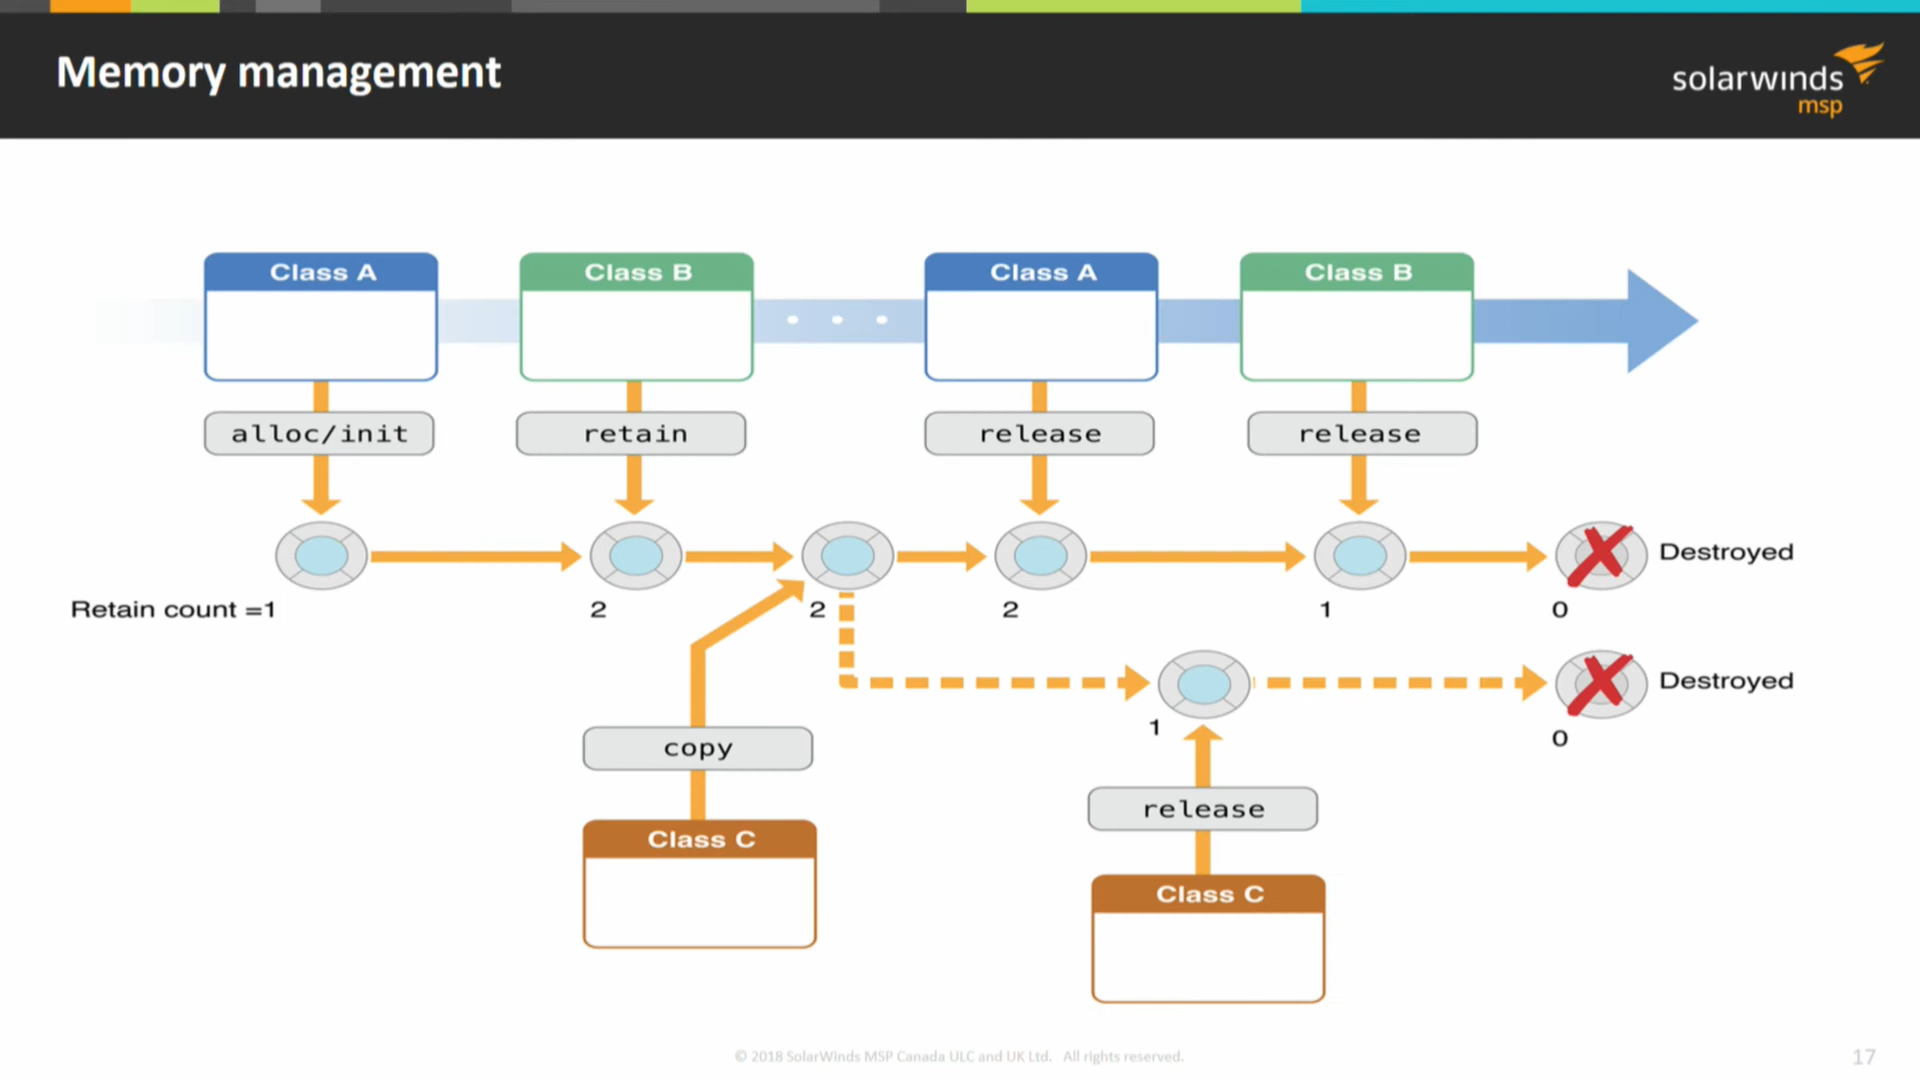 Memory management
solarwinds
msp
Class A
Class B
Class A
Class B
alloc/init
retain
release
release
Destroyed
Retain count =1
2
2
2
1
0
Destroyed
1
0
copy
release
Class C
Class C
© 2018 SolarWinds MSP Canada ULC and UK Ltd. All rights reserved.
17